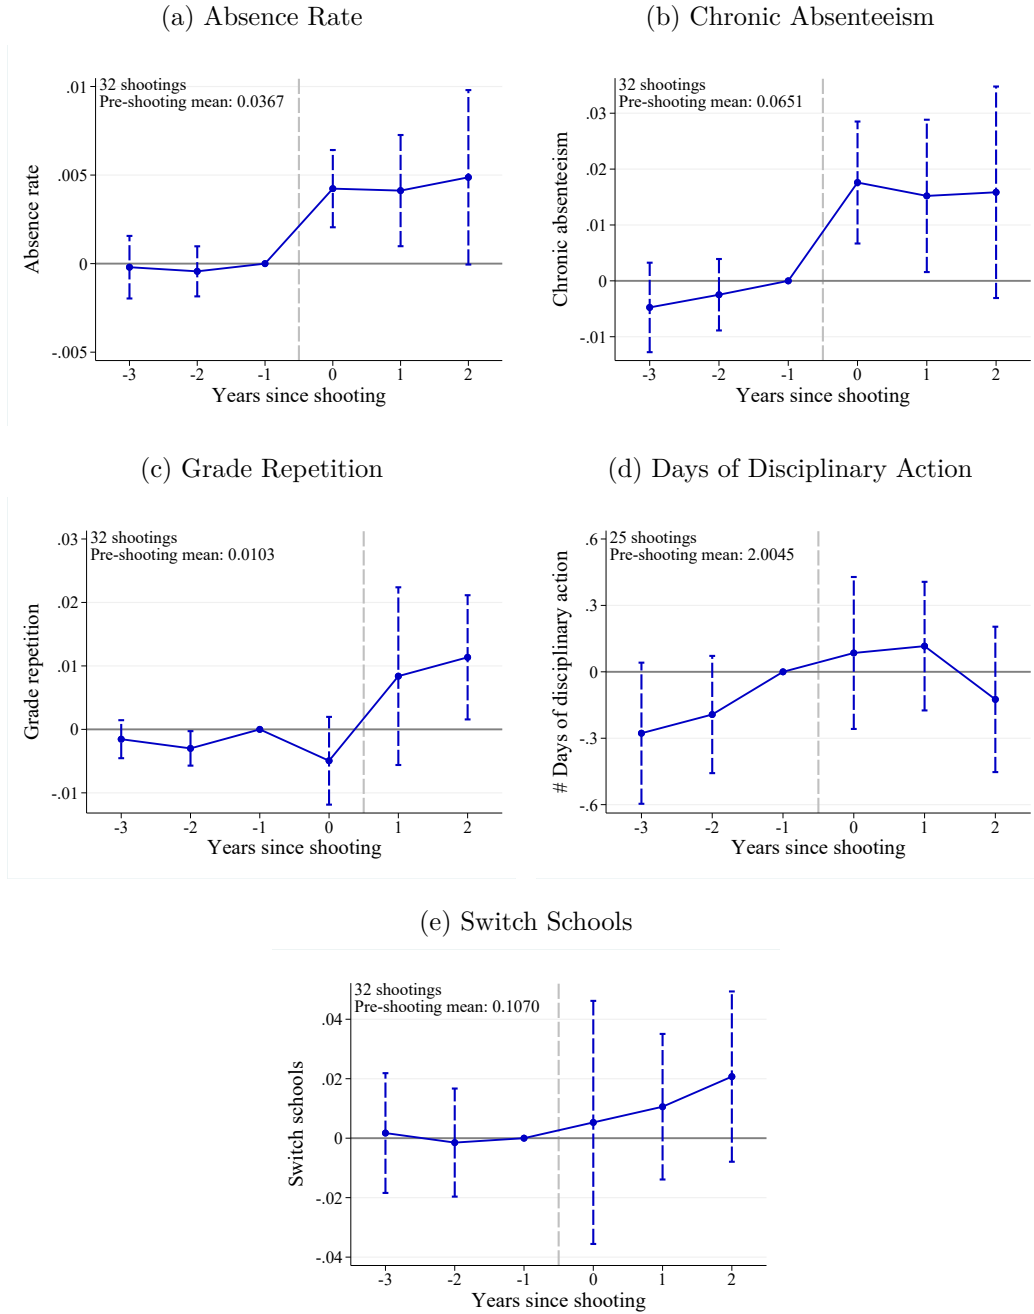 (a) Absence Rate
32 shootings
Pre-shooting mean: 0.0367
Absence rate
.01
.005
0
-.005
-3 -2 -1 0 1 2
Years since shooting
(b) Chronic Absenteeism
32 shootings
Pre-shooting mean: 0.0651
Chronic absenteeism
.03
.02
.01
0
-.01
-3 -2 -1 0 1 2
Years since shooting
(c) Grade Repetition
32 shootings
Pre-shooting mean: 0.0103
Grade repetition
.03
.02
.01
0
-.01
-3 -2 -1 0 1 2
Years since shooting
(d) Days of Disciplinary Action
25 shootings
Pre-shooting mean: 2.0045
# Days of disciplinary action
.6
.3
0
-.3
-.6
-3 -2 -1 0 1 2
Years since shooting
(e) Switch Schools
32 shootings
Pre-shooting mean: 0.1070
Switch schools
.04
.02
0
-.02
-.04
-3 -2 -1 0 1 2
Years since shooting